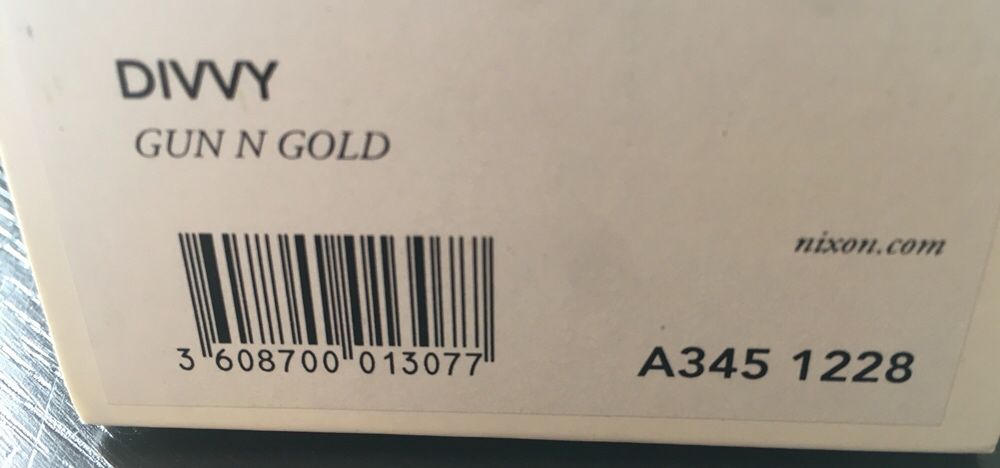 DIVVY
GUN N GOLD
nixon.com
3 608700 013077
A345 1228